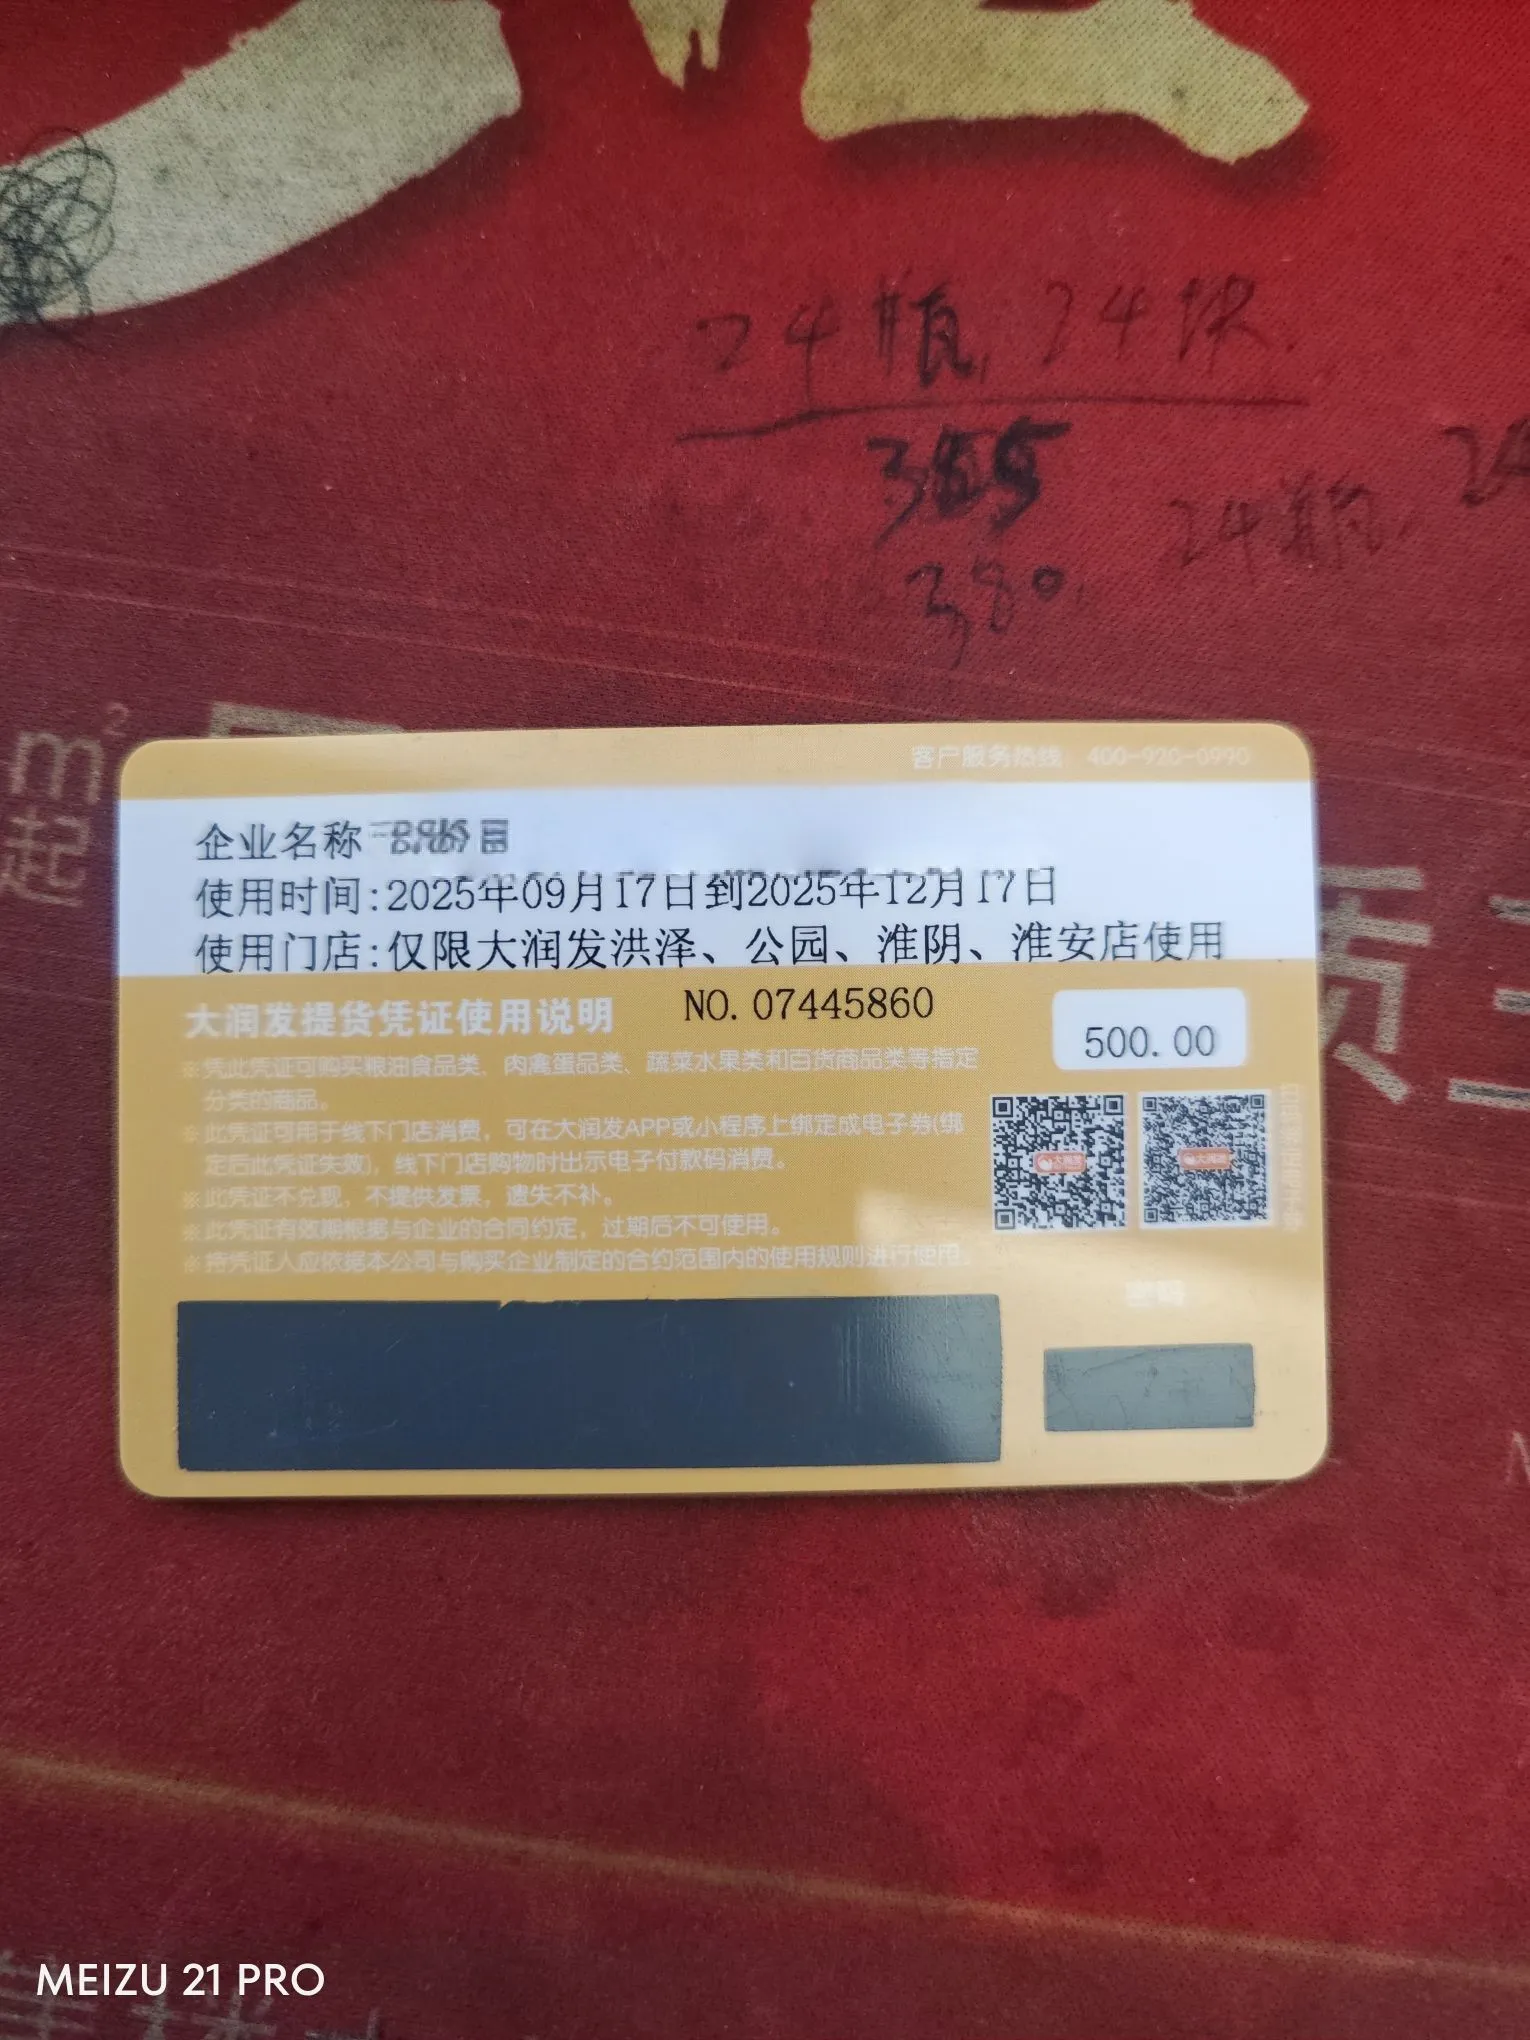 24瓶,24块
385
380
24瓶,24
m²
起
客户服务热线 400-920-0990
企业名称
使用时间:2025年09月17日到2025年12月17日
使用门店:仅限大润发洪泽、公园、淮阴、淮安店使用
大润发提货凭证使用说明 NO.07445860
500.00
※凭此凭证可购买粮油食品类、肉禽蛋品类、蔬菜水果类和百货商品类等指定
分类的商品。
※此凭证可用于线下门店消费，可在大润发APP或小程序上绑定成电子券(绑
定后此凭证失效)，线下门店购物时出示电子付款码消费。
※此凭证不兑现，不提供发票，遗失不补。
※此凭证有效期根据与企业的合同约定，过期后不可使用。
※持凭证人应依据本公司与购买企业制定的合约范围内的使用规则进行使用。
大润发
大润发
MEIZU 21 PRO